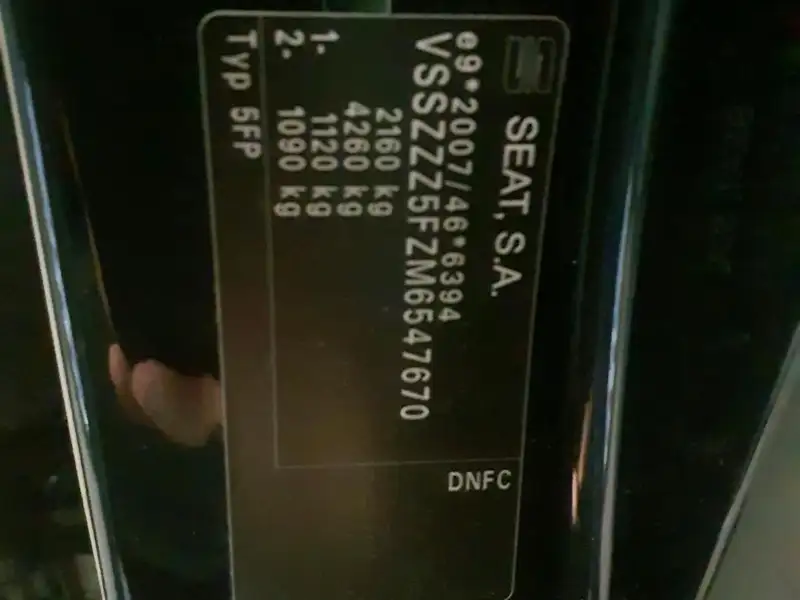 SEAT, S.A.
e9*2007/46*6394
VSSZZZ5FZM6547670
2160 kg
4260 kg
1- 1120 kg
2- 1090 kg
Typ 5FP
DNFC